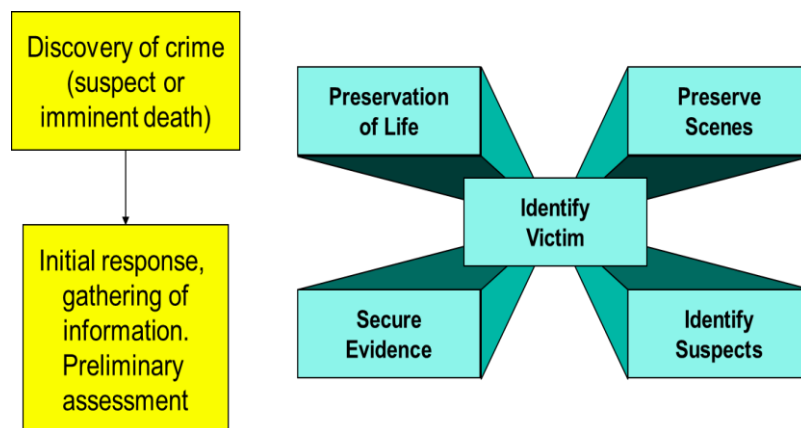 Discovery of crime
(suspect or
imminent death)
Initial response,
gathering of
information.
Preliminary
assessment
Preservation
of Life
Preserve
Scenes
Identify
Victim
Secure
Evidence
Identify
Suspects